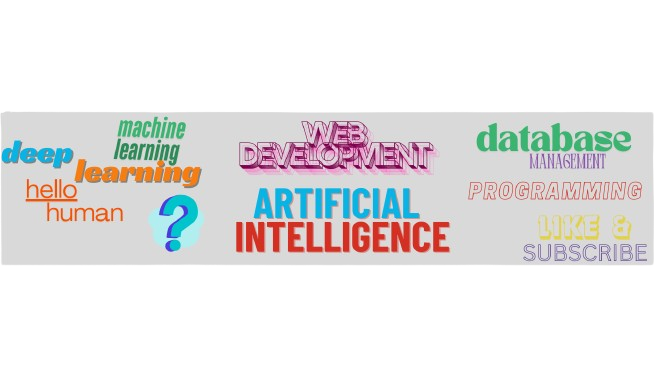 machine
learning
deep
learning
hello
human
?
WEB
DEVELOPMENT
ARTIFICIAL
INTELLIGENCE
database
MANAGEMENT
PROGRAMMING
LIKE &
SUBSCRIBE